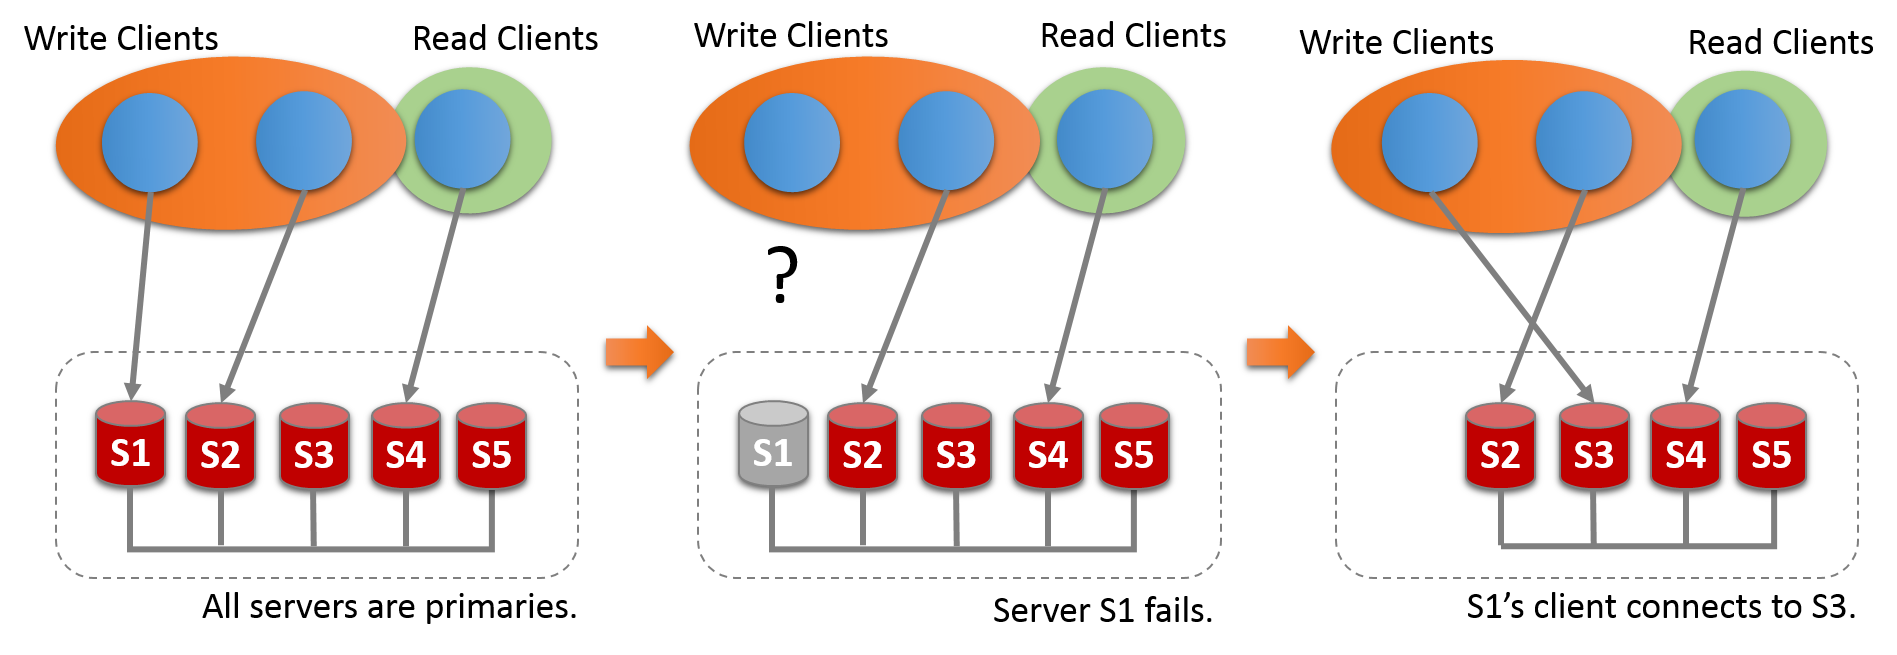 Write Clients
Read Clients
S1
S2
S3
S4
S5
All servers are primaries.
Write Clients
Read Clients
?
S1
S2
S3
S4
S5
Server S1 fails.
Write Clients
Read Clients
S2
S3
S4
S5
S1’s client connects to S3.